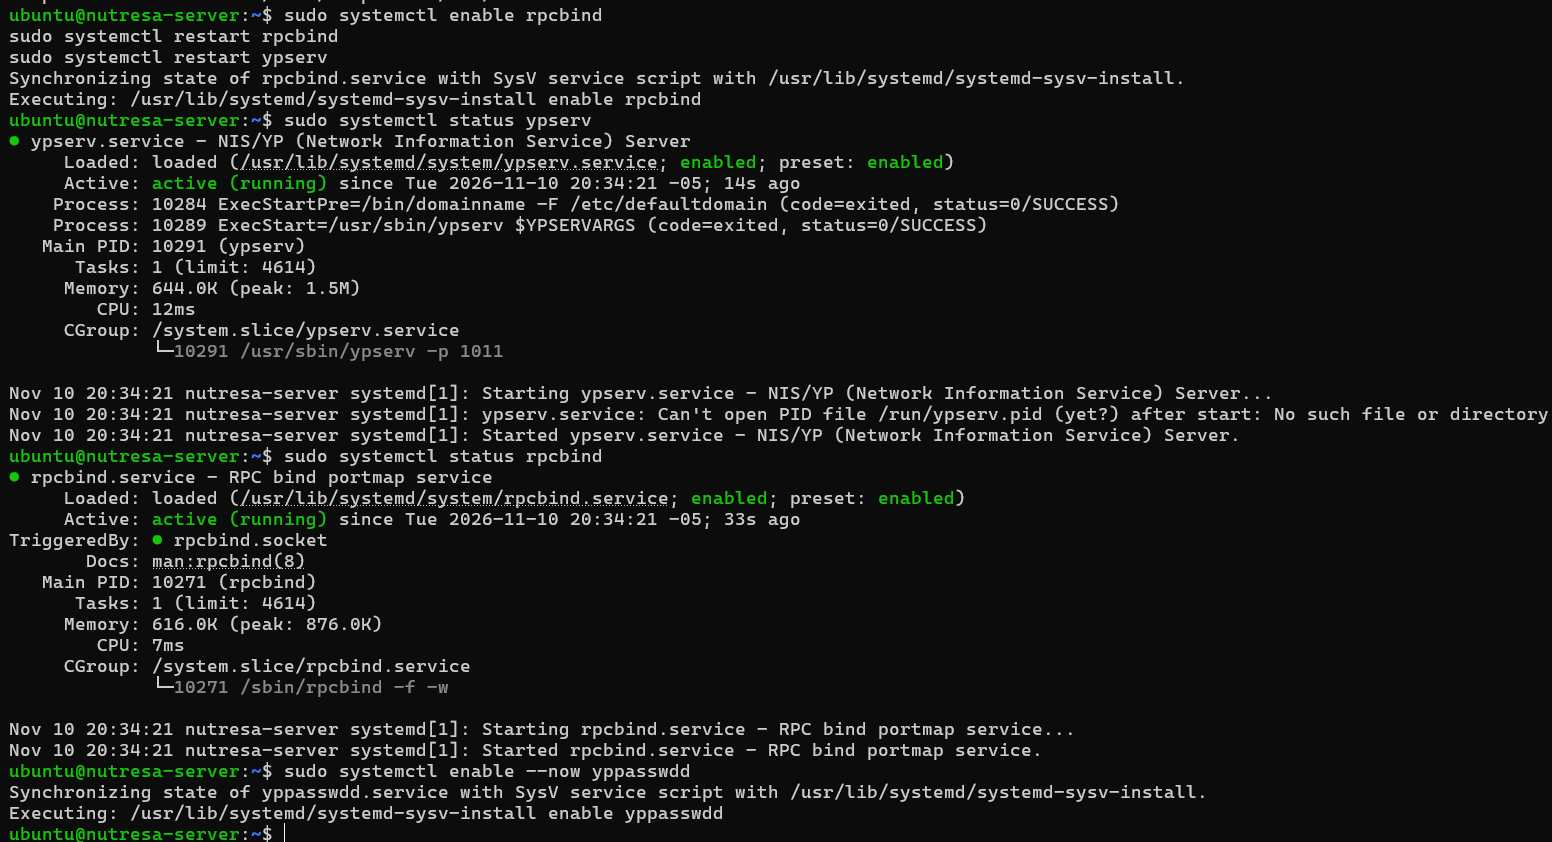 ubuntu@nutresa-server:~$ sudo systemctl enable rpcbind
sudo systemctl restart rpcbind
sudo systemctl restart ypserv
Synchronizing state of rpcbind.service with SysV service script with /usr/lib/systemd/systemd-sysv-install.
Executing: /usr/lib/systemd/systemd-sysv-install enable rpcbind
ubuntu@nutresa-server:~$ sudo systemctl status ypserv
● ypserv.service - NIS/YP (Network Information Service) Server
     Loaded: loaded (/usr/lib/systemd/system/ypserv.service; enabled; preset: enabled)
     Active: active (running) since Tue 2026-11-10 20:34:21 -05; 14s ago
    Process: 10284 ExecStartPre=/bin/domainname -F /etc/defaultdomain (code=exited, status=0/SUCCESS)
    Process: 10289 ExecStart=/usr/sbin/ypserv $YPSERVARGS (code=exited, status=0/SUCCESS)
   Main PID: 10291 (ypserv)
      Tasks: 1 (limit: 4614)
     Memory: 644.0K (peak: 1.5M)
        CPU: 12ms
     CGroup: /system.slice/ypserv.service
             └─10291 /usr/sbin/ypserv -p 1011

Nov 10 20:34:21 nutresa-server systemd[1]: Starting ypserv.service - NIS/YP (Network Information Service) Server...
Nov 10 20:34:21 nutresa-server systemd[1]: ypserv.service: Can't open PID file /run/ypserv.pid (yet?) after start: No such file or directory
Nov 10 20:34:21 nutresa-server systemd[1]: Started ypserv.service - NIS/YP (Network Information Service) Server.
ubuntu@nutresa-server:~$ sudo systemctl status rpcbind
● rpcbind.service - RPC bind portmap service
     Loaded: loaded (/usr/lib/systemd/system/rpcbind.service; enabled; preset: enabled)
     Active: active (running) since Tue 2026-11-10 20:34:21 -05; 33s ago
TriggeredBy: ● rpcbind.socket
       Docs: man:rpcbind(8)
   Main PID: 10271 (rpcbind)
      Tasks: 1 (limit: 4614)
     Memory: 616.0K (peak: 876.0K)
        CPU: 7ms
     CGroup: /system.slice/rpcbind.service
             └─10271 /sbin/rpcbind -f -w

Nov 10 20:34:21 nutresa-server systemd[1]: Starting rpcbind.service - RPC bind portmap service...
Nov 10 20:34:21 nutresa-server systemd[1]: Started rpcbind.service - RPC bind portmap service.
ubuntu@nutresa-server:~$ sudo systemctl enable --now yppasswdd
Synchronizing state of yppasswdd.service with SysV service script with /usr/lib/systemd/systemd-sysv-install.
Executing: /usr/lib/systemd/systemd-sysv-install enable yppasswdd
ubuntu@nutresa-server:~$